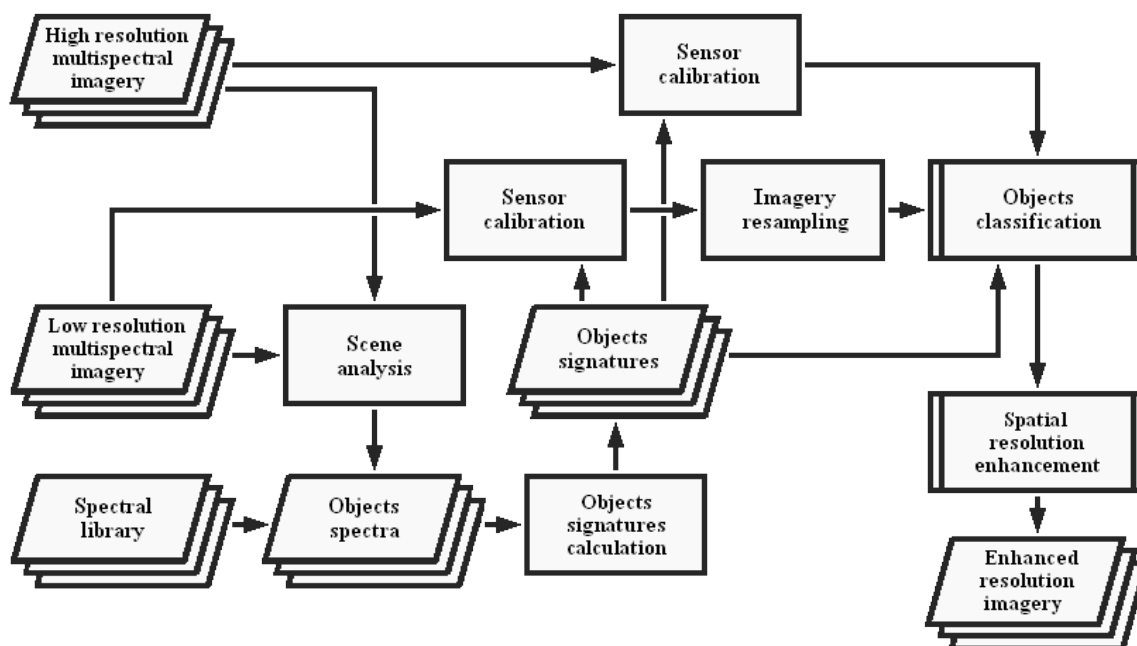 High resolution
multispectral
imagery
Sensor
calibration
Sensor
calibration
Imagery
resampling
Objects
classification
Low resolution
multispectral
imagery
Scene
analysis
Objects
signatures
Spatial
resolution
enhancement
Spectral
library
Objects
spectra
Objects
signatures
calculation
Enhanced
resolution
imagery